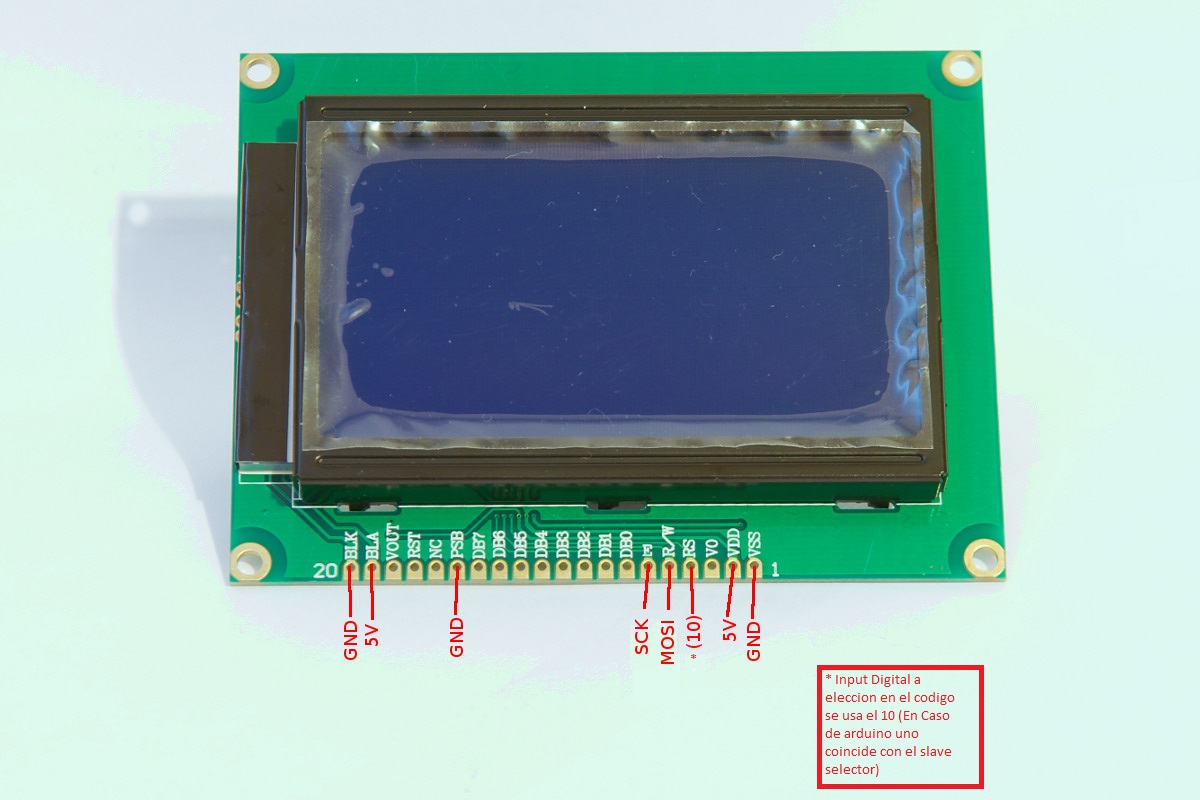 20 BLK BLA VOUT RST NC PSB DB7 DB6 DB5 DB4 DB3 DB2 DB1 DB0 E R/W RS VO VDD VSS 1
GND 5V GND SCK MOSI * (10) 5V GND
* Input Digital a
eleccion en el codigo
se usa el 10 (En Caso
de arduino uno
coincide con el slave
selector)